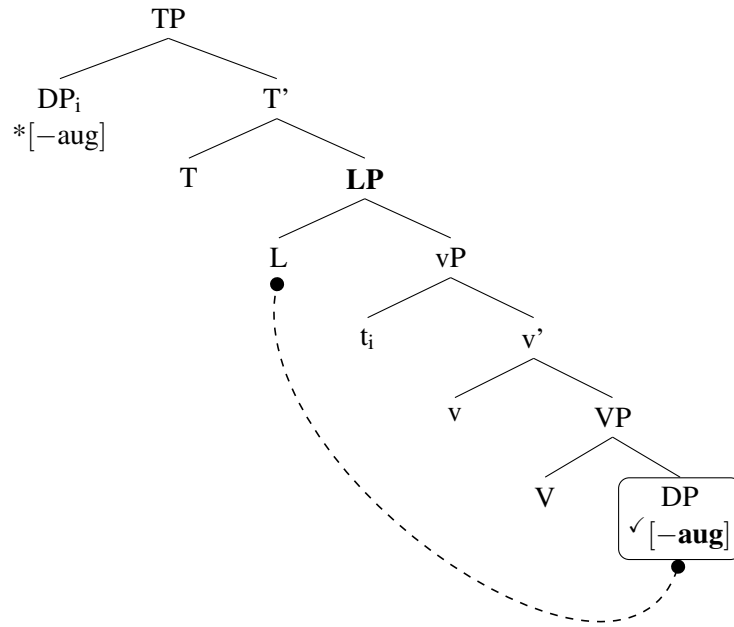 TP
DPᵢ T’
*[−aug]
T LP
L vP
tᵢ v’
v VP
V DP
✓[−aug]